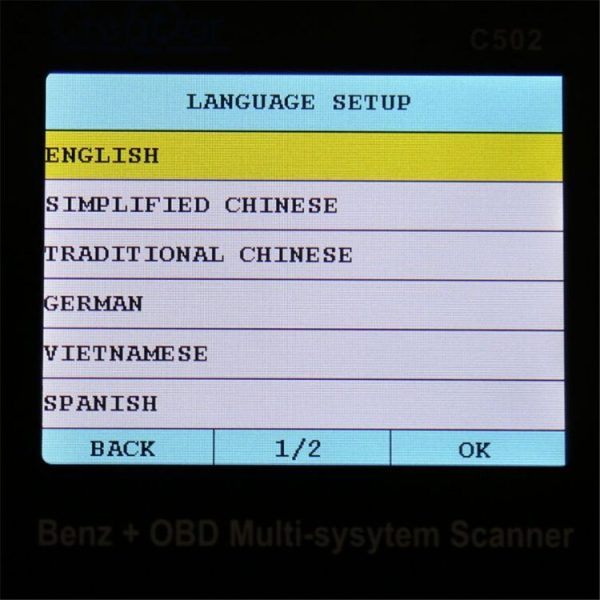 C502
LANGUAGE SETUP
ENGLISH
SIMPLIFIED CHINESE
TRADITIONAL CHINESE
GERMAN
VIETNAMESE
SPANISH
BACK 1/2 OK
Benz + OBD Multi-sysytem Scanner